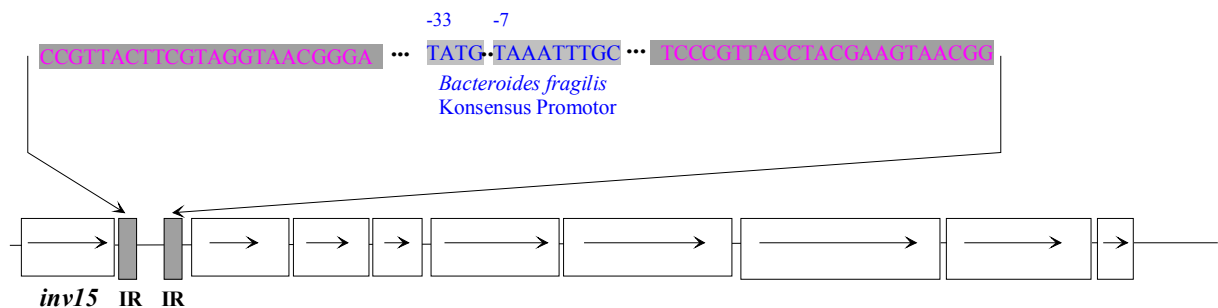 -33 -7
CCGTTACTTCGTAGGTAACGGGA ... TATG..TAAATTTGC ... TCCCGTTACCTACGAAGTAACGG
Bacteroides fragilis
Konsensus Promotor
inv15 IR IR